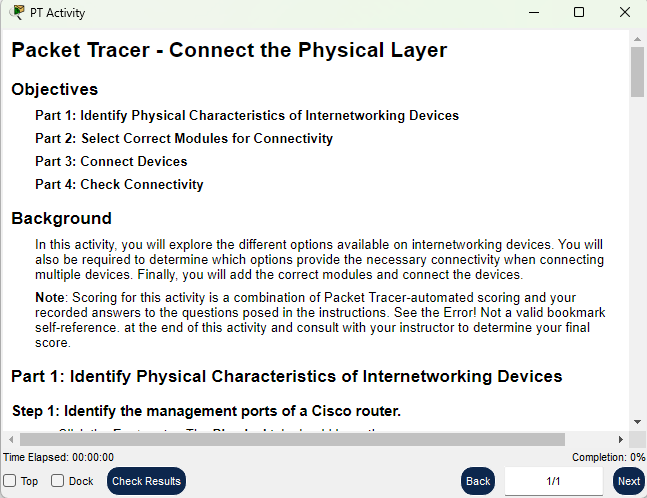 PT Activity
Packet Tracer - Connect the Physical Layer
Objectives
Part 1: Identify Physical Characteristics of Internetworking Devices
Part 2: Select Correct Modules for Connectivity
Part 3: Connect Devices
Part 4: Check Connectivity
Background
In this activity, you will explore the different options available on internetworking devices. You will
also be required to determine which options provide the necessary connectivity when connecting
multiple devices. Finally, you will add the correct modules and connect the devices.
Note: Scoring for this activity is a combination of Packet Tracer-automated scoring and your
recorded answers to the questions posed in the instructions. See the Error! Not a valid bookmark
self-reference. at the end of this activity and consult with your instructor to determine your final
score.
Part 1: Identify Physical Characteristics of Internetworking Devices
Step 1: Identify the management ports of a Cisco router.
Time Elapsed: 00:00:00 Completion: 0%
Top Dock Check Results Back 1/1 Next